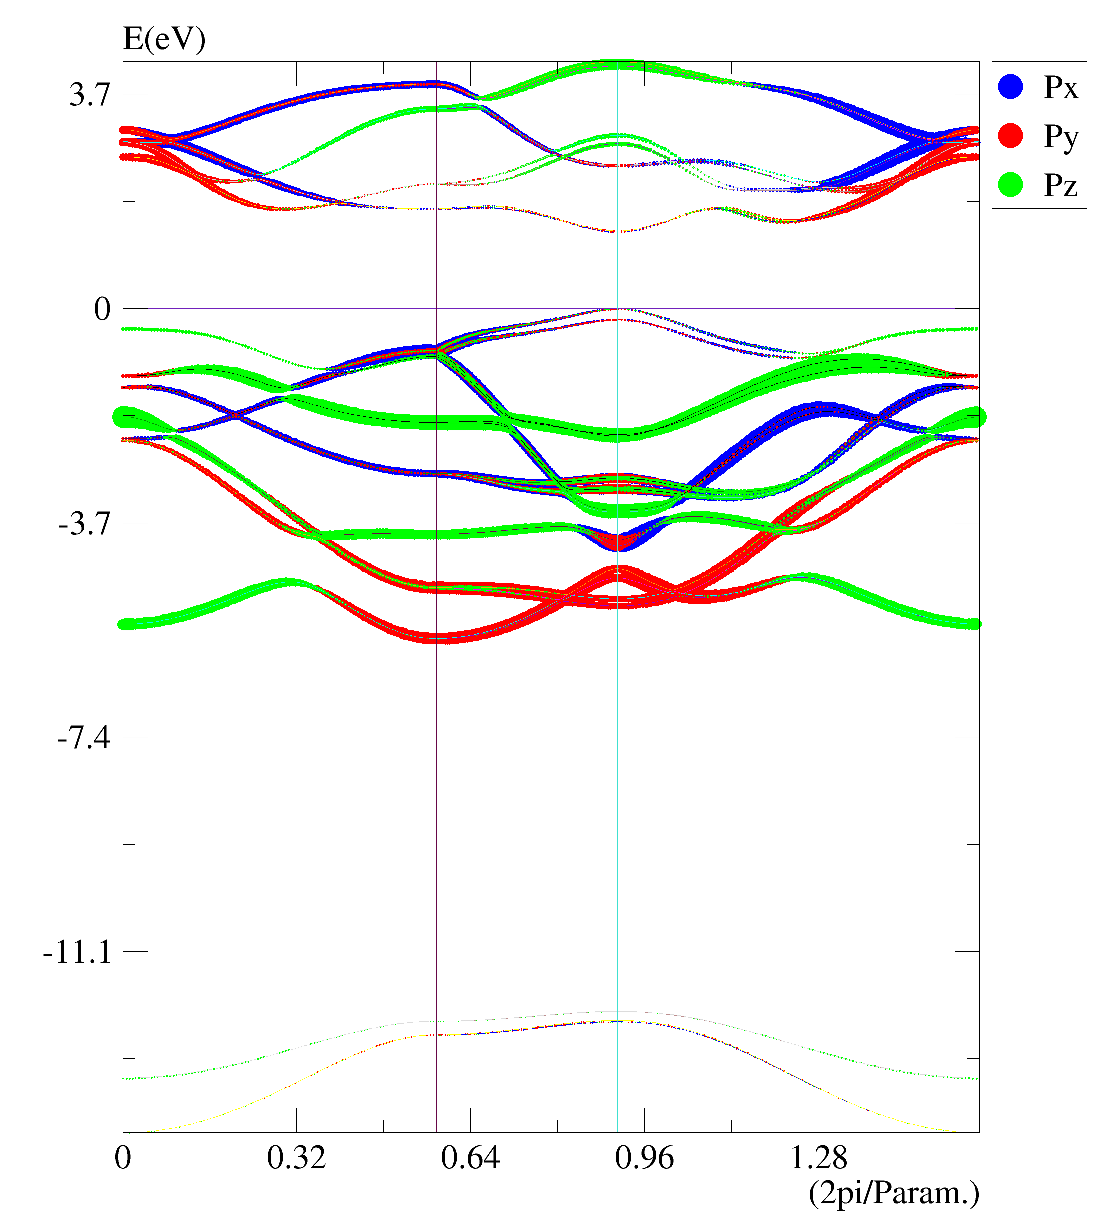 E(eV)
3.7
0
-3.7
-7.4
-11.1
0 0.32 0.64 0.96 1.28
(2pi/Param.)
Px
Py
Pz